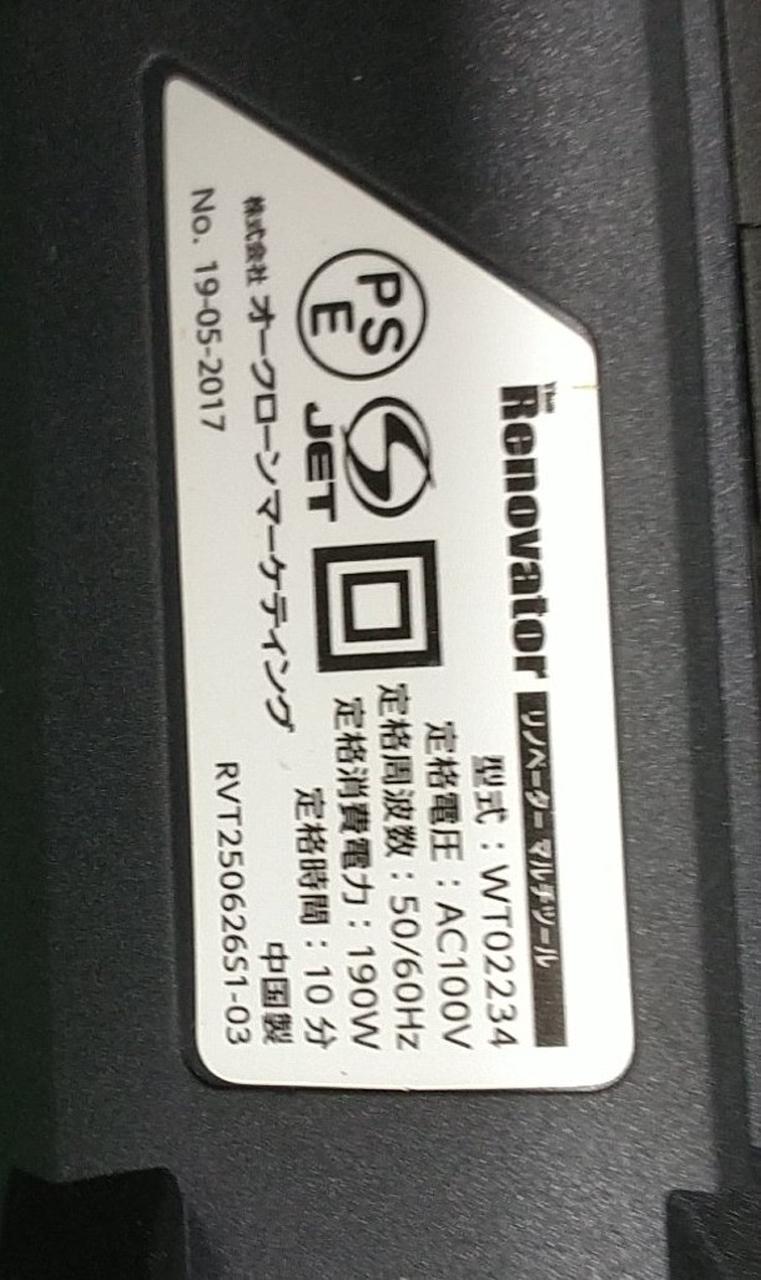 The
Renovator リノベーター マルチツール
型式：WT02234
定格電圧：AC100V
定格周波数：50/60Hz
定格消費電力：190W
定格時間：10 分
PS
E
JET
株式会社 オークローンマーケティング
中国製
No. 19-05-2017
RVT250626S1-03